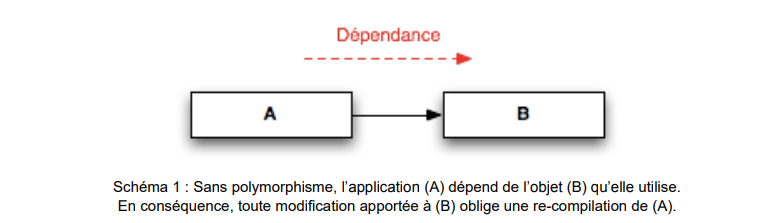 Dépendance
A
B
Schéma 1 : Sans polymorphisme, l'application (A) dépend de l'objet (B) qu'elle utilise.
En conséquence, toute modification apportée à (B) oblige une re-compilation de (A).